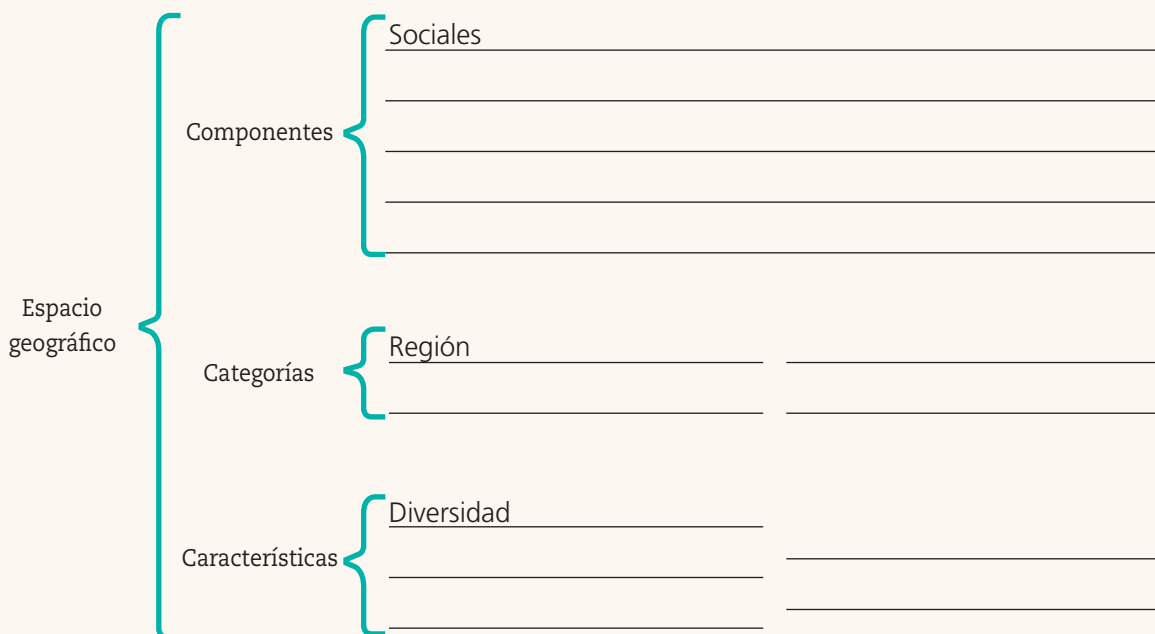 Espacio
geográfico
Componentes
Sociales
Categorías
Región
Características
Diversidad